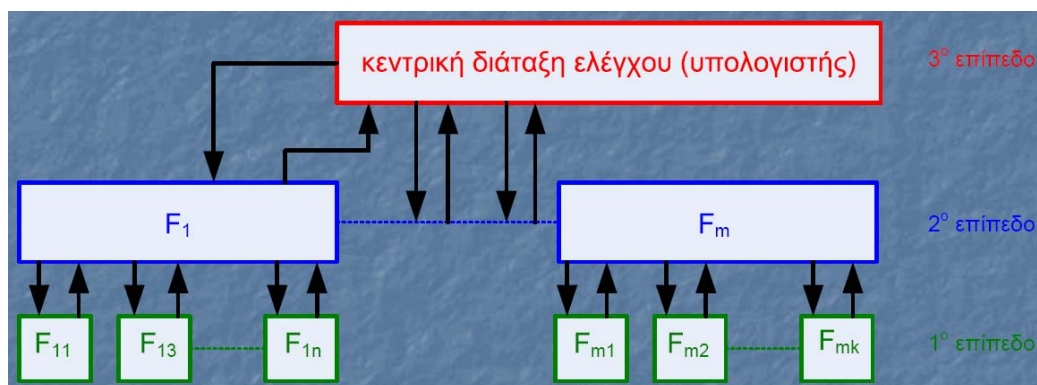 κεντρική διάταξη ελέγχου (υπολογιστής) 3ο επίπεδο
F1 Fm 2ο επίπεδο
F11 F13 F1n Fm1 Fm2 Fmk 1ο επίπεδο